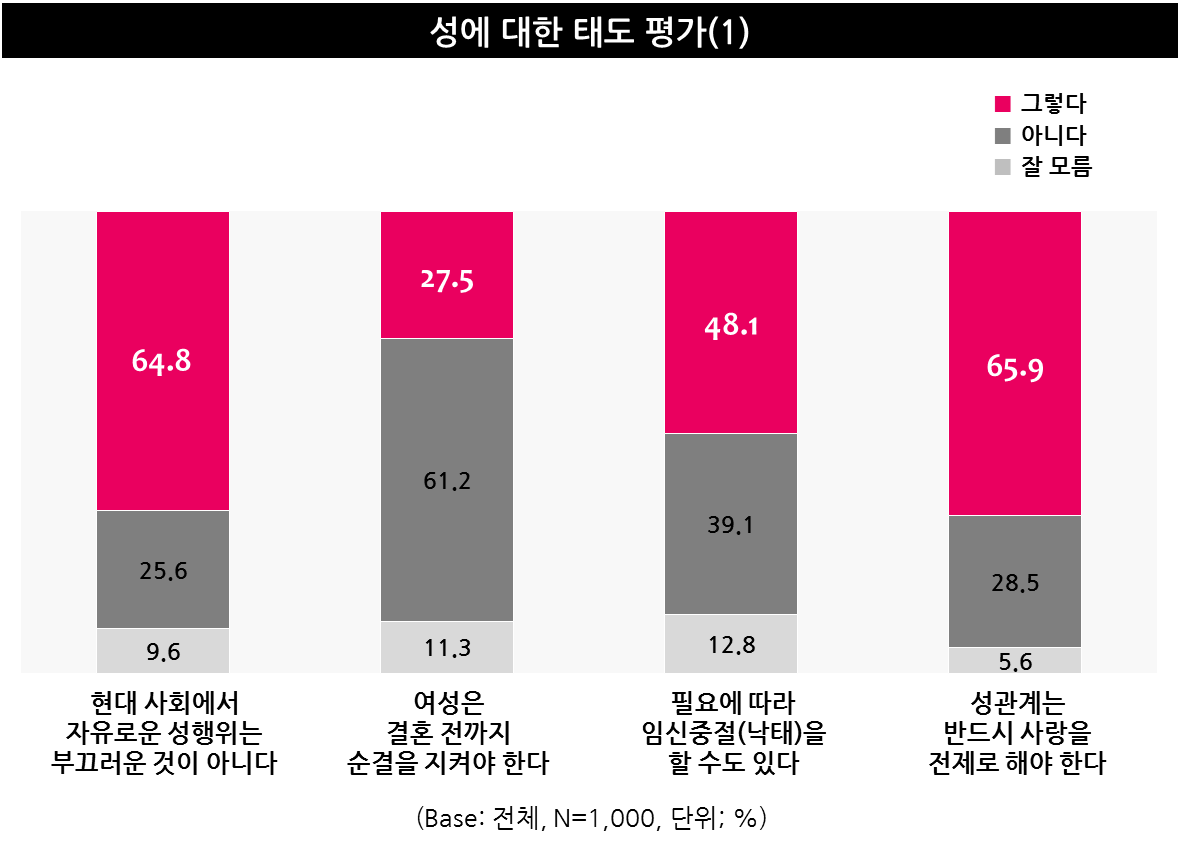 성에 대한 태도 평가(1)
그렇다
아니다
잘 모름
64.8
25.6
9.6
27.5
61.2
11.3
48.1
39.1
12.8
65.9
28.5
5.6
현대 사회에서
자유로운 성행위는
부끄러운 것이 아니다
여성은
결혼 전까지
순결을 지켜야 한다
필요에 따라
임신중절(낙태)을
할 수도 있다
성관계는
반드시 사랑을
전제로 해야 한다
(Base: 전체, N=1,000, 단위; %)